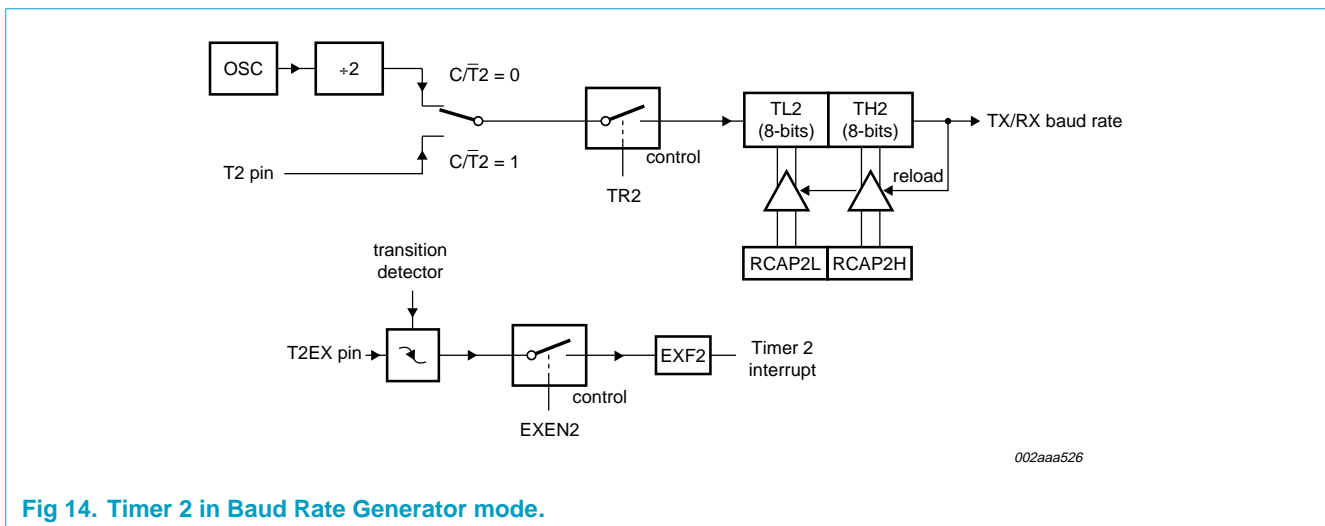 OSC
÷2
C/T̅2 = 0
C/T̅2 = 1
T2 pin
control
TR2
TL2
(8-bits)
TH2
(8-bits)
TX/RX baud rate
reload
RCAP2L
RCAP2H
transition
detector
T2EX pin
control
EXEN2
EXF2
Timer 2
interrupt
002aaa526
Fig 14. Timer 2 in Baud Rate Generator mode.